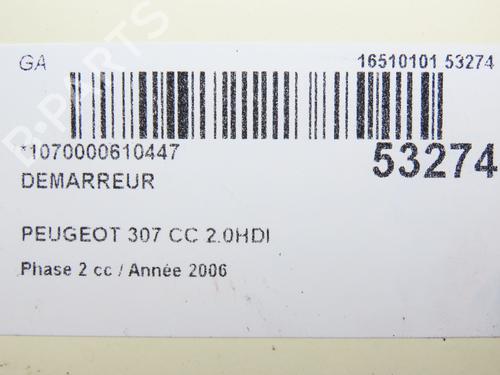 GA
16510101 53274
*1070000610447
53274
DEMARREUR
PEUGEOT 307 CC 2.0HDI
Phase 2 cc / Année 2006
B-PARTS